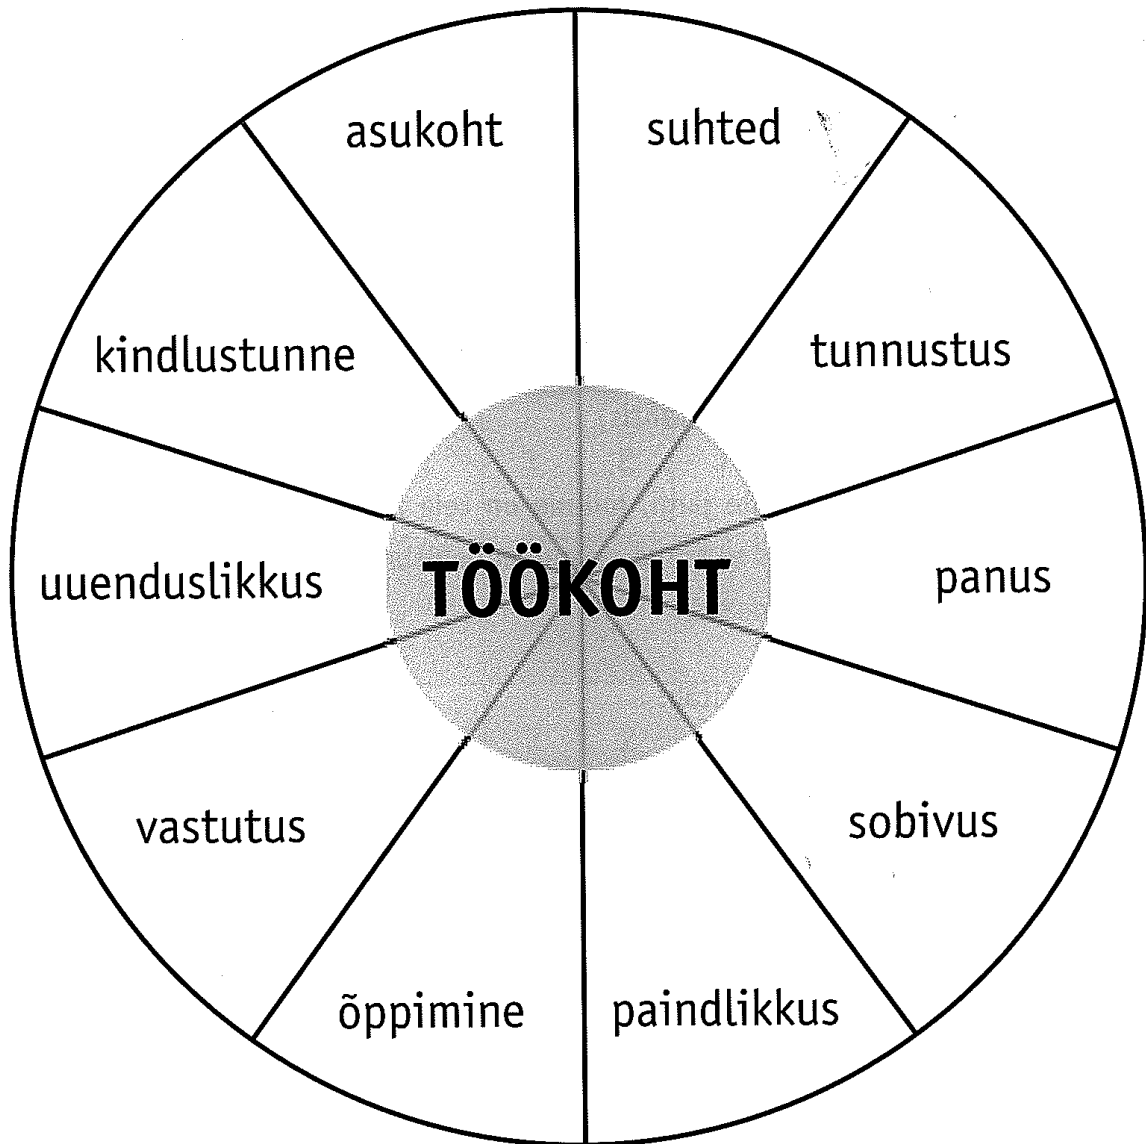 asukoht
suhted
kindlustunne
tunnustus
uuenduslikkus
TÖÖKOHT
panus
vastutus
sobivus
õppimine
paindlikkus